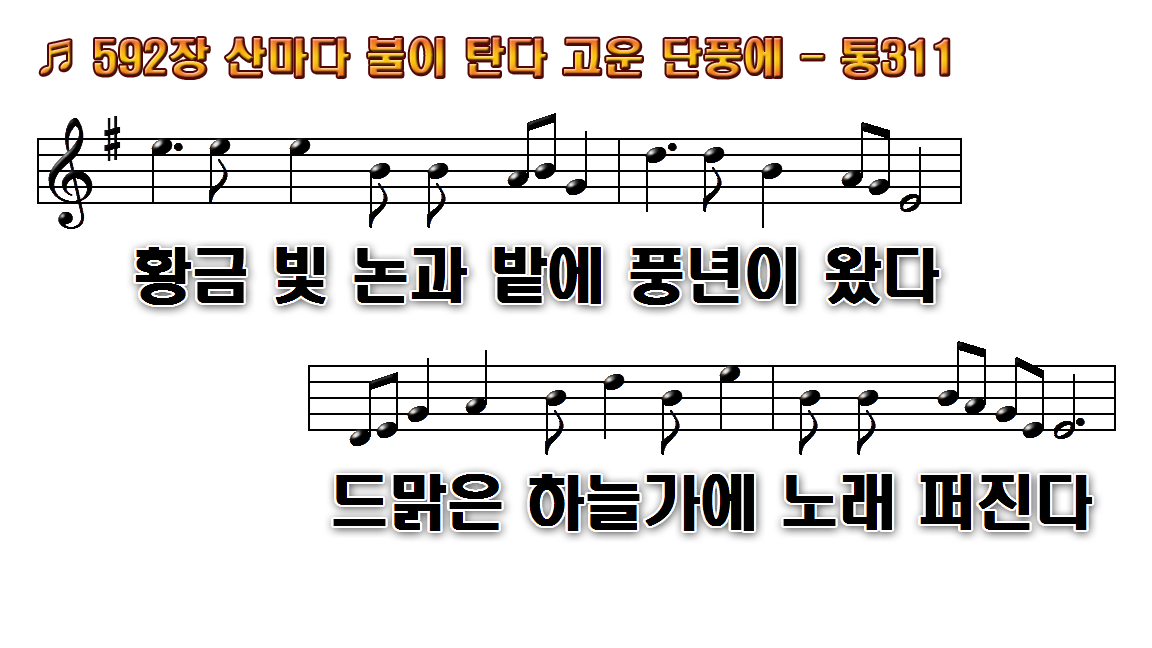 ♬ 592장 산마다 불이 탄다 고운 단풍에 - 통311
황금 빛 논과 밭에 풍년이 왔다
드맑은 하늘가에 노래 퍼진다